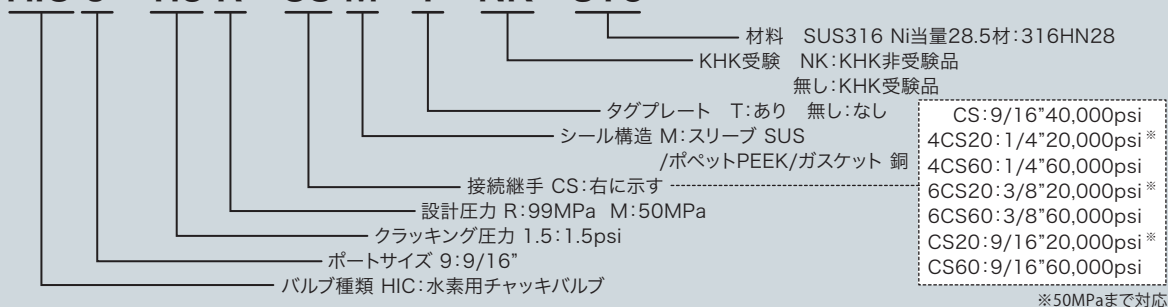 材料 SUS316 Ni当量28.5材：316HN28
KHK受験 NK：KHK非受験品
無し：KHK受験品
タグプレート T：あり 無し：なし
シール構造 M：スリーブ SUS
/ポペットPEEK/ガスケット 銅
接続継手 CS：右に示す
設計圧力 R：99MPa M：50MPa
クラッキング圧力 1.5：1.5psi
ポートサイズ 9：9/16”
バルブ種類 HIC：水素用チャッキバルブ
CS：9/16”40,000psi
4CS20：1/4”20,000psi※
4CS60：1/4”60,000psi
6CS20：3/8”20,000psi※
6CS60：3/8”60,000psi
CS20：9/16”20,000psi※
CS60：9/16”60,000psi
※50MPaまで対応